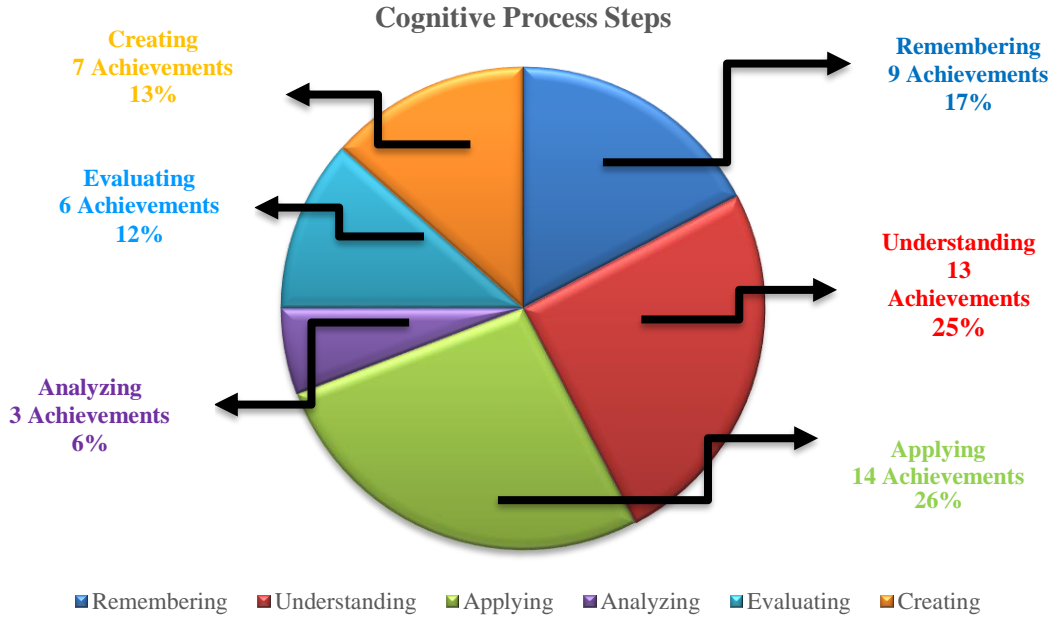 Cognitive Process Steps
Creating
7 Achievements
13%
Remembering
9 Achievements
17%
Evaluating
6 Achievements
12%
Understanding
13
Achievements
25%
Analyzing
3 Achievements
6%
Applying
14 Achievements
26%
Remembering Understanding Applying Analyzing Evaluating Creating